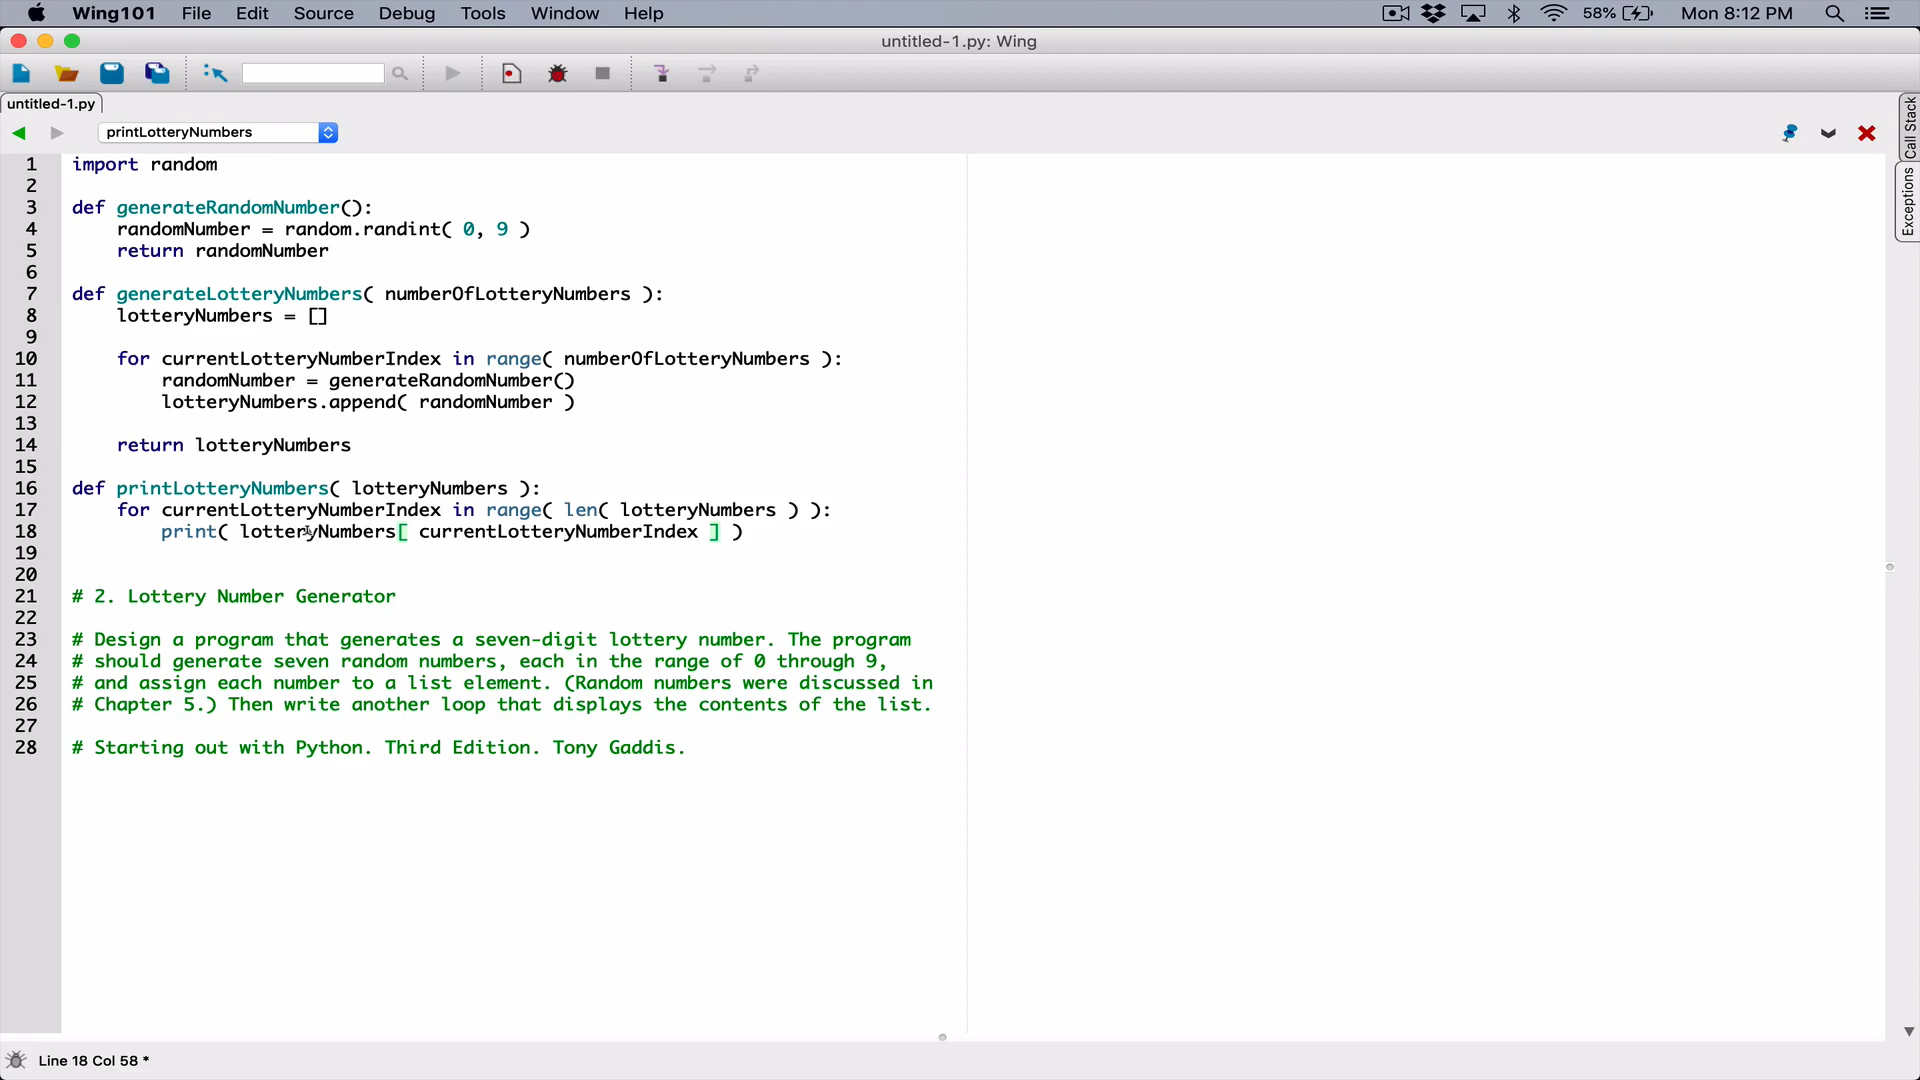 Wing101 File Edit Source Debug Tools Window Help 58% Mon 8:12 PM
untitled-1.py: Wing
untitled-1.py
printLotteryNumbers
Call Stack
Exceptions
1 import random
2
3 def generateRandomNumber():
4     randomNumber = random.randint( 0, 9 )
5     return randomNumber
6
7 def generateLotteryNumbers( numberOfLotteryNumbers ):
8     lotteryNumbers = []
9
10     for currentLotteryNumberIndex in range( numberOfLotteryNumbers ):
11         randomNumber = generateRandomNumber()
12         lotteryNumbers.append( randomNumber )
13
14     return lotteryNumbers
15
16 def printLotteryNumbers( lotteryNumbers ):
17     for currentLotteryNumberIndex in range( len( lotteryNumbers ) ):
18         print( lotteryNumbers[ currentLotteryNumberIndex ] )
19
20
21 # 2. Lottery Number Generator
22
23 # Design a program that generates a seven-digit lottery number. The program
24 # should generate seven random numbers, each in the range of 0 through 9,
25 # and assign each number to a list element. (Random numbers were discussed in
26 # Chapter 5.) Then write another loop that displays the contents of the list.
27
28 # Starting out with Python. Third Edition. Tony Gaddis.
Line 18 Col 58 *